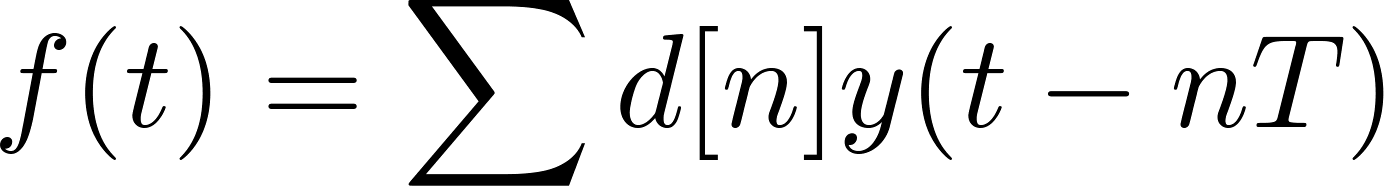 f(t) = ∑ d[n]y(t − nT)